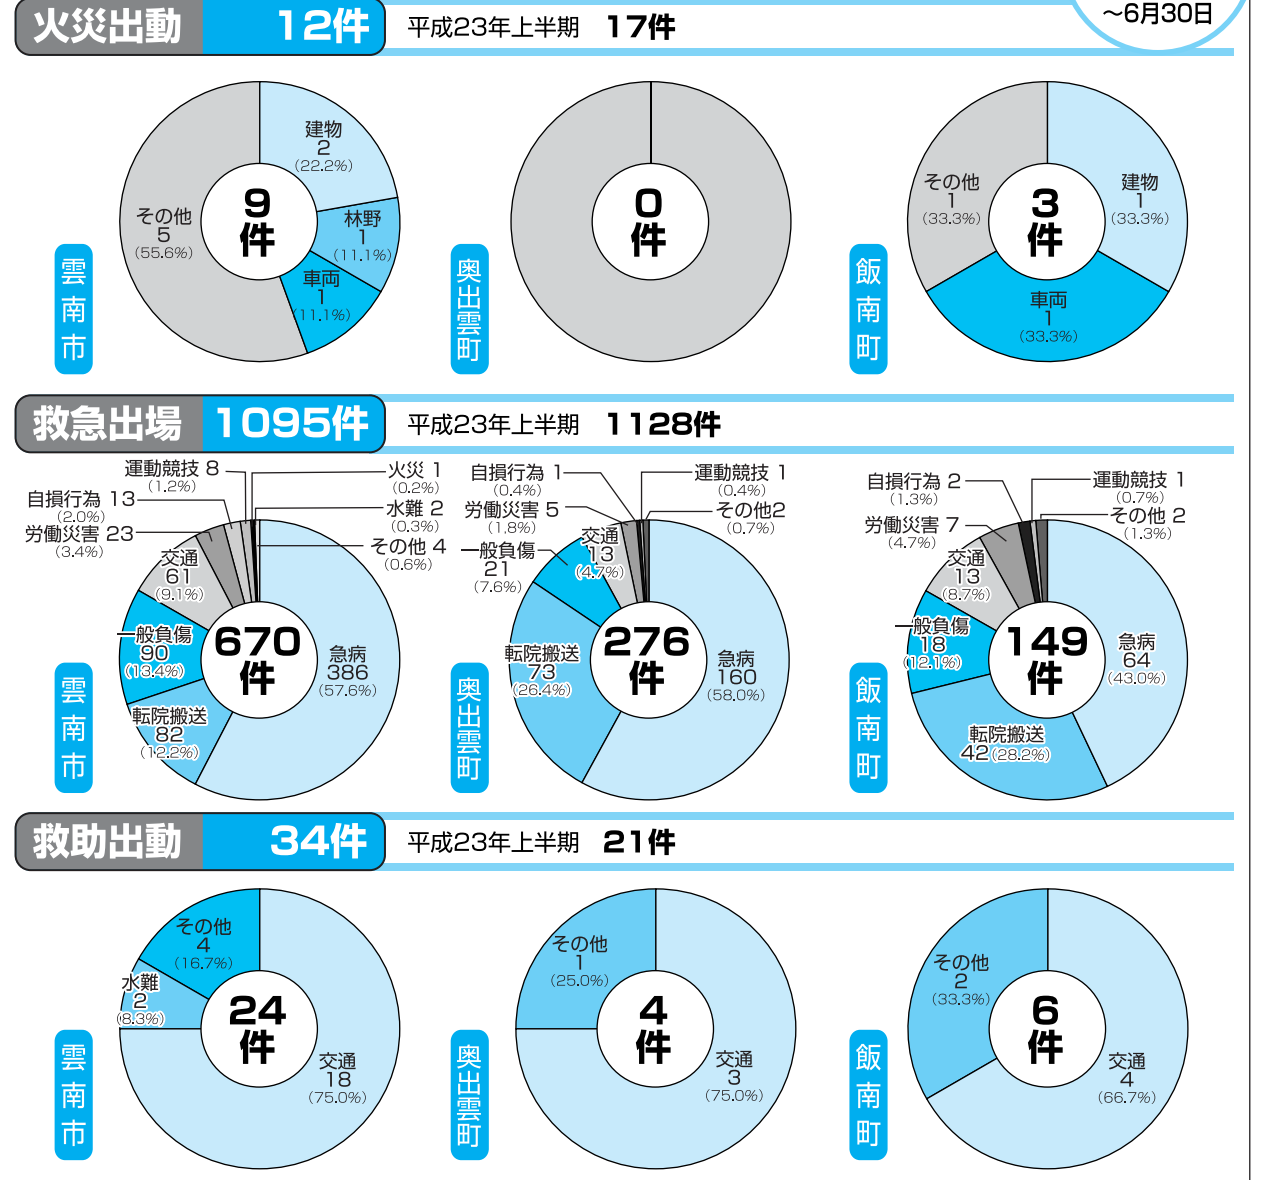 ～6月30日
火災出動 12件 平成23年上半期 17件
建物
2
(22.2%)
林野
1
(11.1%)
車両
1
(11.1%)
その他
5
(55.6%)
9
件
雲南市
0
件
奥出雲町
その他
1
(33.3%)
建物
1
(33.3%)
車両
1
(33.3%)
3
件
飯南町
救急出場 1095件 平成23年上半期 1128件
運動競技 8
(1.2%)
自損行為 13
(2.0%)
労働災害 23
(3.4%)
火災 1
(0.2%)
水難 2
(0.3%)
その他 4
(0.6%)
交通
61
(9.1%)
一般負傷
90
(13.4%)
転院搬送
82
(12.2%)
急病
386
(57.6%)
670
件
雲南市
自損行為 1
(0.4%)
労働災害 5
(1.8%)
一般負傷
21
(7.6%)
運動競技 1
(0.4%)
その他2
(0.7%)
交通
13
(4.7%)
転院搬送
73
(26.4%)
急病
160
(58.0%)
276
件
奥出雲町
自損行為 2
(1.3%)
労働災害 7
(4.7%)
運動競技 1
(0.7%)
その他 2
(1.3%)
交通
13
(8.7%)
一般負傷
18
(12.1%)
転院搬送
42(28.2%)
急病
64
(43.0%)
149
件
飯南町
救助出動 34件 平成23年上半期 21件
その他
4
(16.7%)
水難
2
(8.3%)
交通
18
(75.0%)
24
件
雲南市
その他
1
(25.0%)
交通
3
(75.0%)
4
件
奥出雲町
その他
2
(33.3%)
交通
4
(66.7%)
6
件
飯南町